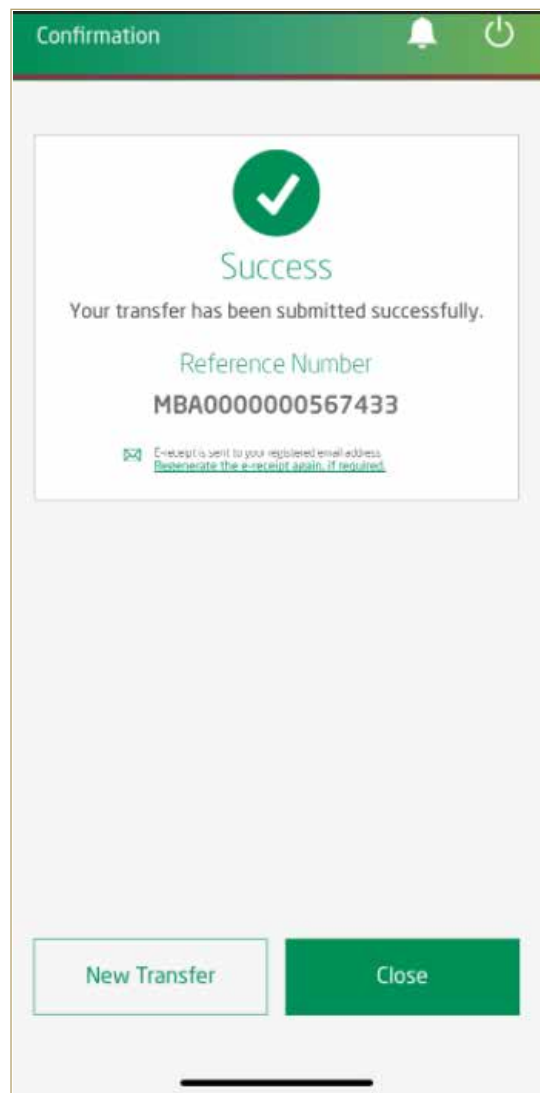 Confirmation
Success
Your transfer has been submitted successfully.
Reference Number
MBA0000000567433
E-receipt is sent to your registered email address
Regenerate the e-receipt again, if required.
New Transfer
Close